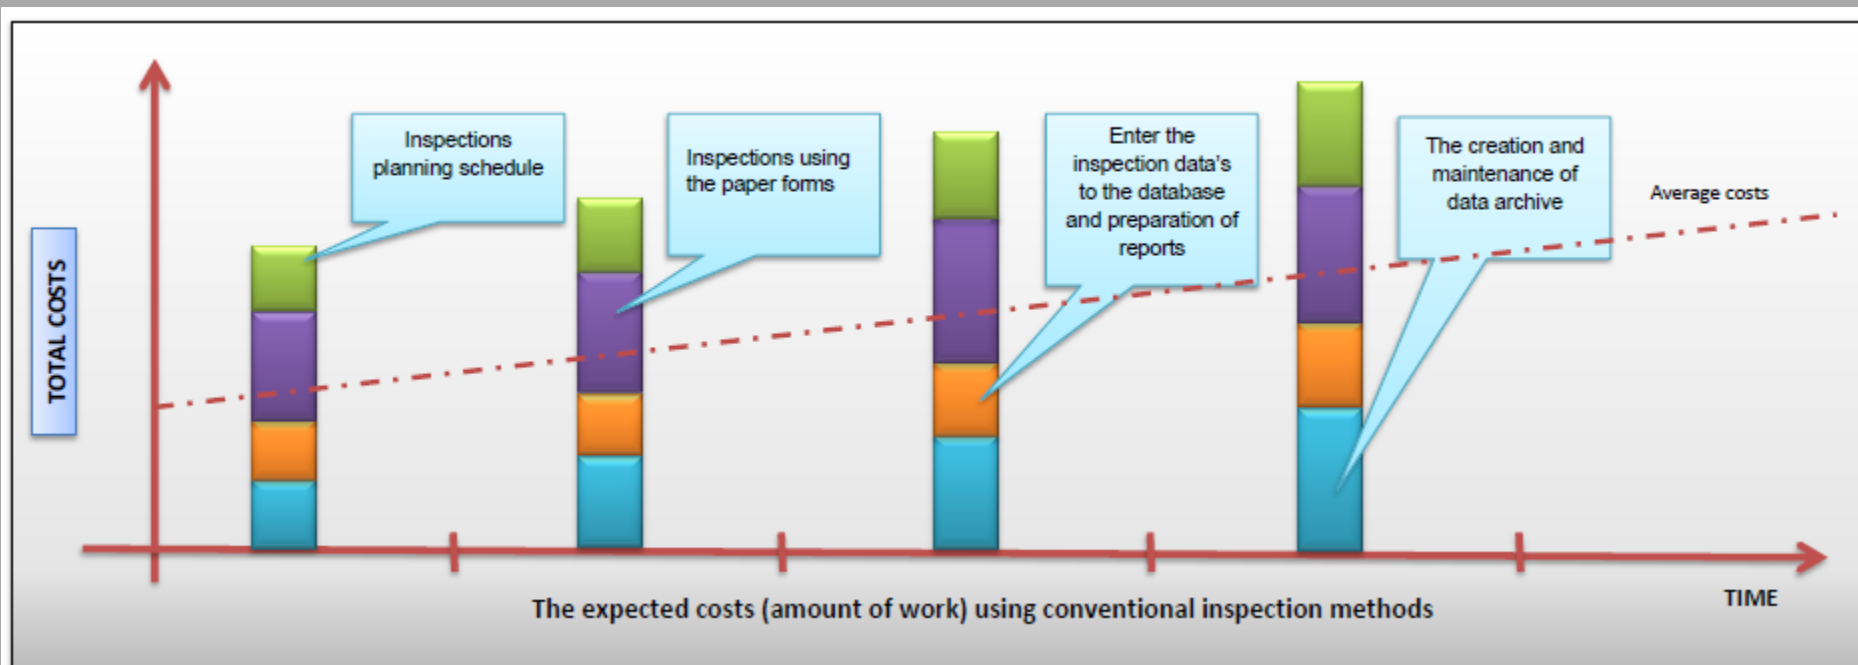 TOTAL COSTS
Inspections
planning schedule
Inspections using
the paper forms
Enter the
inspection data's
to the database
and preparation of
reports
The creation and
maintenance of
data archive
Average costs
TIME
The expected costs (amount of work) using conventional inspection methods